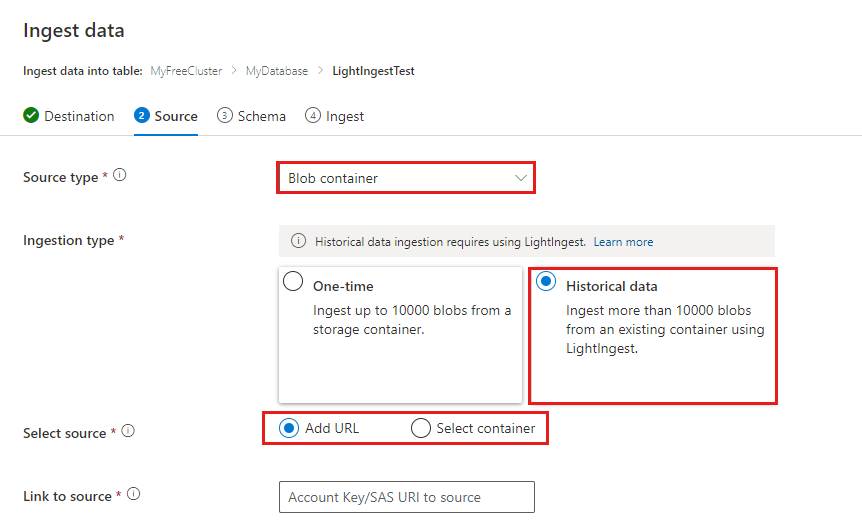 Ingest data
Ingest data into table: MyFreeCluster > MyDatabase > LightIngestTest
Destination 2 Source 3 Schema 4 Ingest
Source type * Blob container
Ingestion type * Historical data ingestion requires using LightIngest. Learn more
One-time
Ingest up to 10000 blobs from a
storage container.
Historical data
Ingest more than 10000 blobs
from an existing container using
LightIngest.
Select source * Add URL Select container
Link to source * Account Key/SAS URI to source